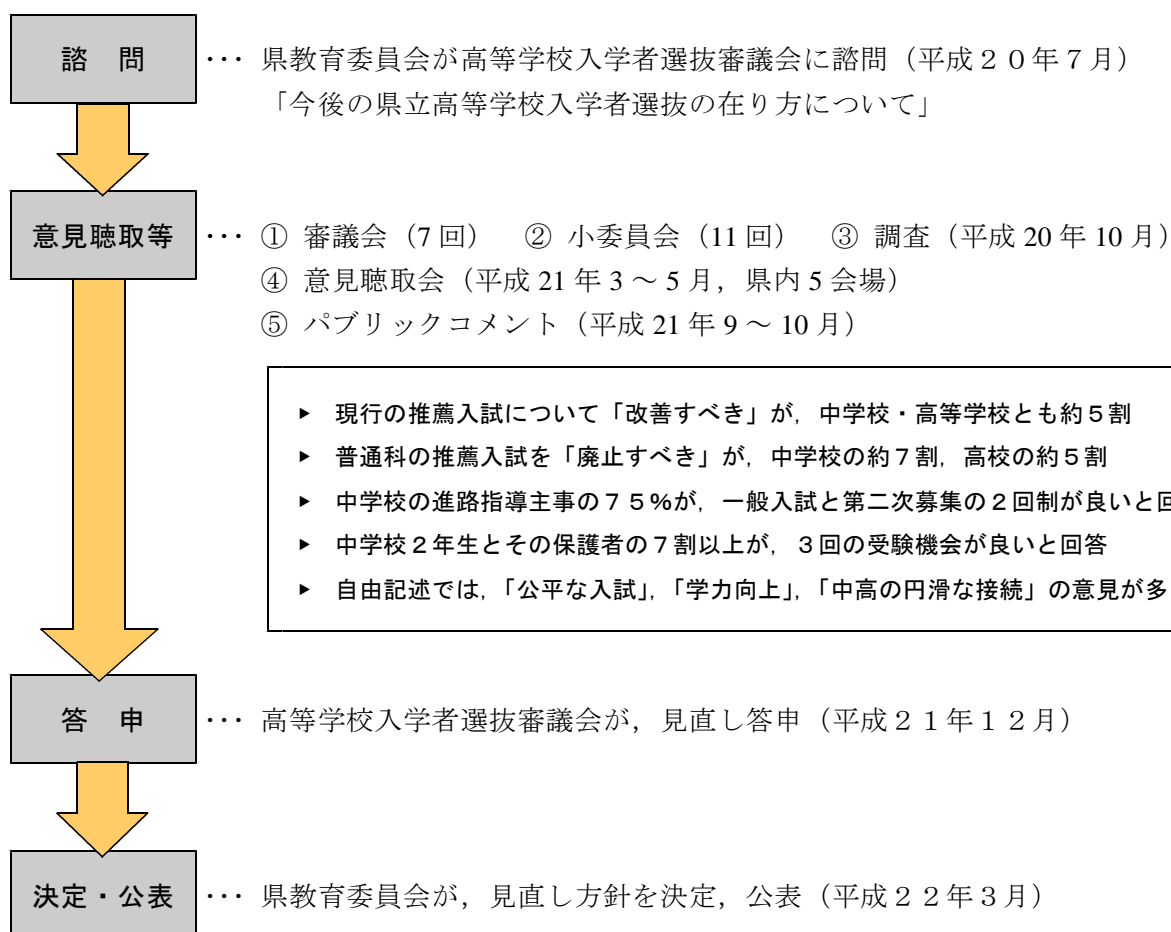 諮　問 ･･･ 県教育委員会が高等学校入学者選抜審議会に諮問（平成２０年７月）
「今後の県立高等学校入学者選抜の在り方について」
意見聴取等 ･･･ ① 審議会（7 回）　② 小委員会（11 回）　③ 調査（平成 20 年 10 月）
④ 意見聴取会（平成 21 年 3 ～ 5 月，県内 5 会場）
⑤ パブリックコメント（平成 21 年 9 ～ 10 月）
▶ 現行の推薦入試について「改善すべき」が，中学校・高等学校とも約５割
▶ 普通科の推薦入試を「廃止すべき」が，中学校の約７割，高校の約５割
▶ 中学校の進路指導主事の７５％が，一般入試と第二次募集の２回制が良いと
▶ 中学校２年生とその保護者の７割以上が，３回の受験機会が良いと回答
▶ 自由記述では，「公平な入試」，「学力向上」，「中高の円滑な接続」の意見が多
答　申 ･･･ 高等学校入学者選抜審議会が，見直し答申（平成２１年１２月）
決定・公表 ･･･ 県教育委員会が，見直し方針を決定，公表（平成２２年３月）